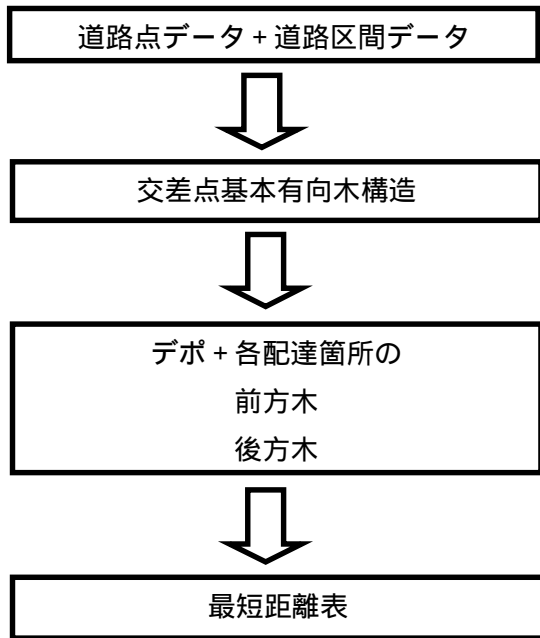 道路点データ + 道路区間データ
交差点基本有向木構造
デポ + 各配達箇所の
前方木
後方木
最短距離表